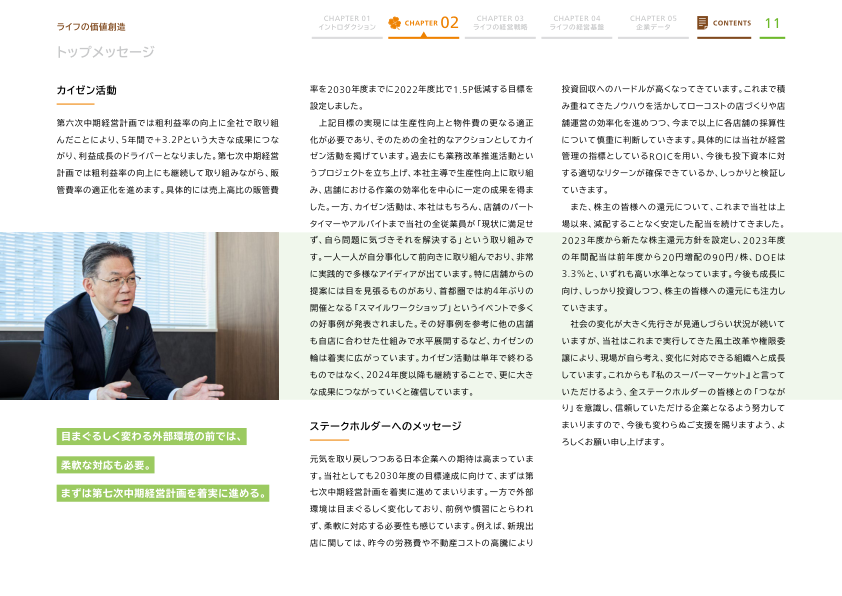 ライフの価値創造
トップメッセージ
CHAPTER 01
イントロダクション
CHAPTER 02
CHAPTER 03
ライフの経営戦略
CHAPTER 04
ライフの経営基盤
CHAPTER 05
企業データ
CONTENTS
11
カイゼン活動
第六次中期経営計画では粗利益率の向上に全社で取り組
んだことにより、5年間で+3.2Pという大きな成果につな
がり、利益成長のドライバーとなりました。第七次中期経営
計画では粗利益率の向上にも継続して取り組みながら、販
管費率の適正化を進めます。具体的には売上高比の販管費
目まぐるしく変わる外部環境の前では、
柔軟な対応も必要。
まずは第七次中期経営計画を着実に進める。
率を2030年度までに2022年度比で1.5P低減する目標を
設定しました。
上記目標の実現には生産性向上と物件費の更なる適正
化が必要であり、そのための全社的なアクションとしてカイ
ゼン活動を掲げています。過去にも業務改革推進活動とい
うプロジェクトを立ち上げ、本社主導で生産性向上に取り組
み、店舗における作業の効率化を中心に一定の成果を得ま
した。一方、カイゼン活動は、本社はもちろん、店舗のパート
タイマーやアルバイトまで当社の全従業員が「現状に満足せ
ず、自ら問題に気づきそれを解決する」という取り組みで
す。一人一人が自分事化して前向きに取り組んでおり、非常
に実践的で多様なアイディアが出ています。特に店舗からの
提案には目を見張るものがあり、首都圏では約4年ぶりの
開催となる「スマイルワークショップ」というイベントで多く
の好事例が発表されました。その好事例を参考に他の店舗
も自店に合わせた仕組みで水平展開するなど、カイゼンの
輪は着実に広がっています。カイゼン活動は単年で終わる
ものではなく、2024年度以降も継続することで、更に大き
な成果につながっていくと確信しています。
ステークホルダーへのメッセージ
元気を取り戻しつつある日本企業への期待は高まっていま
す。当社としても2030年度の目標達成に向けて、まずは第
七次中期経営計画を着実に進めてまいります。一方で外部
環境は目まぐるしく変化しており、前例や慣習にとらわれ
ず、柔軟に対応する必要性も感じています。例えば、新規出
店に関しては、昨今の労務費や不動産コストの高騰により
投資回収へのハードルが高くなってきています。これまで積
み重ねてきたノウハウを活かしてローコストの店づくりや店
舗運営の効率化を進めつつ、今まで以上に各店舗の採算性
について慎重に判断していきます。具体的には当社が経営
管理の指標としているROICを用い、今後も投下資本に対
する適切なリターンが確保できているか、しっかりと検証し
ていきます。
また、株主の皆様への還元について、これまで当社は上
場以来、減配することなく安定した配当を続けてきました。
2023年度から新たな株主還元方針を設定し、2023年度
の年間配当は前年度から20円増配の90円/株、DOEは
3.3%と、いずれも高い水準となっています。今後も成長に
向け、しっかり投資しつつ、株主の皆様への還元にも注力し
ていきます。
社会の変化が大きく先行きが見通しづらい状況が続いて
いますが、当社はこれまで実行してきた風土改革や権限委
譲により、現場が自ら考え、変化に対応できる組織へと成長
しています。これからも『私のスーパーマーケット』と言って
いただけるよう、全ステークホルダーの皆様との「つなが
り」を意識し、信頼していただける企業となるよう努力して
まいりますので、今後も変わらぬご支援を賜りますよう、よ
ろしくお願い申し上げます。